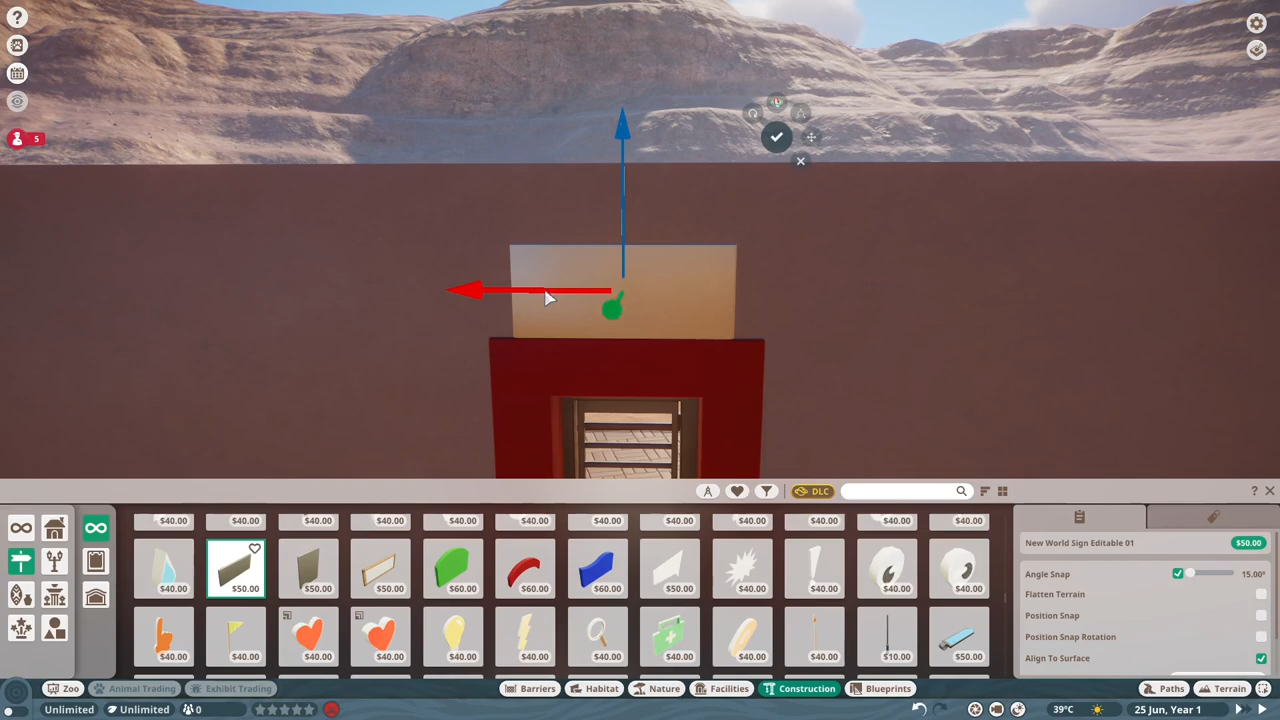 ?
5
DLC
?
$40.00 $40.00 $40.00 $40.00 $40.00 $40.00 $40.00 $40.00 $40.00 $40.00 $40.00 $40.00
$40.00 $50.00 $50.00 $50.00 $60.00 $60.00 $60.00 $50.00 $40.00 $40.00 $40.00 $40.00
$40.00 $40.00 $40.00 $40.00 $40.00 $40.00 $40.00 $40.00 $40.00 $40.00 $10.00 $50.00
New World Sign Editable 01 $50.00
Angle Snap 15.00°
Flatten Terrain
Position Snap
Position Snap Rotation
Align To Surface
Zoo Animal Trading Exhibit Trading Barriers Habitat Nature Facilities Construction Blueprints Paths Terrain
Unlimited Unlimited 0 39°C 25 Jun, Year 1